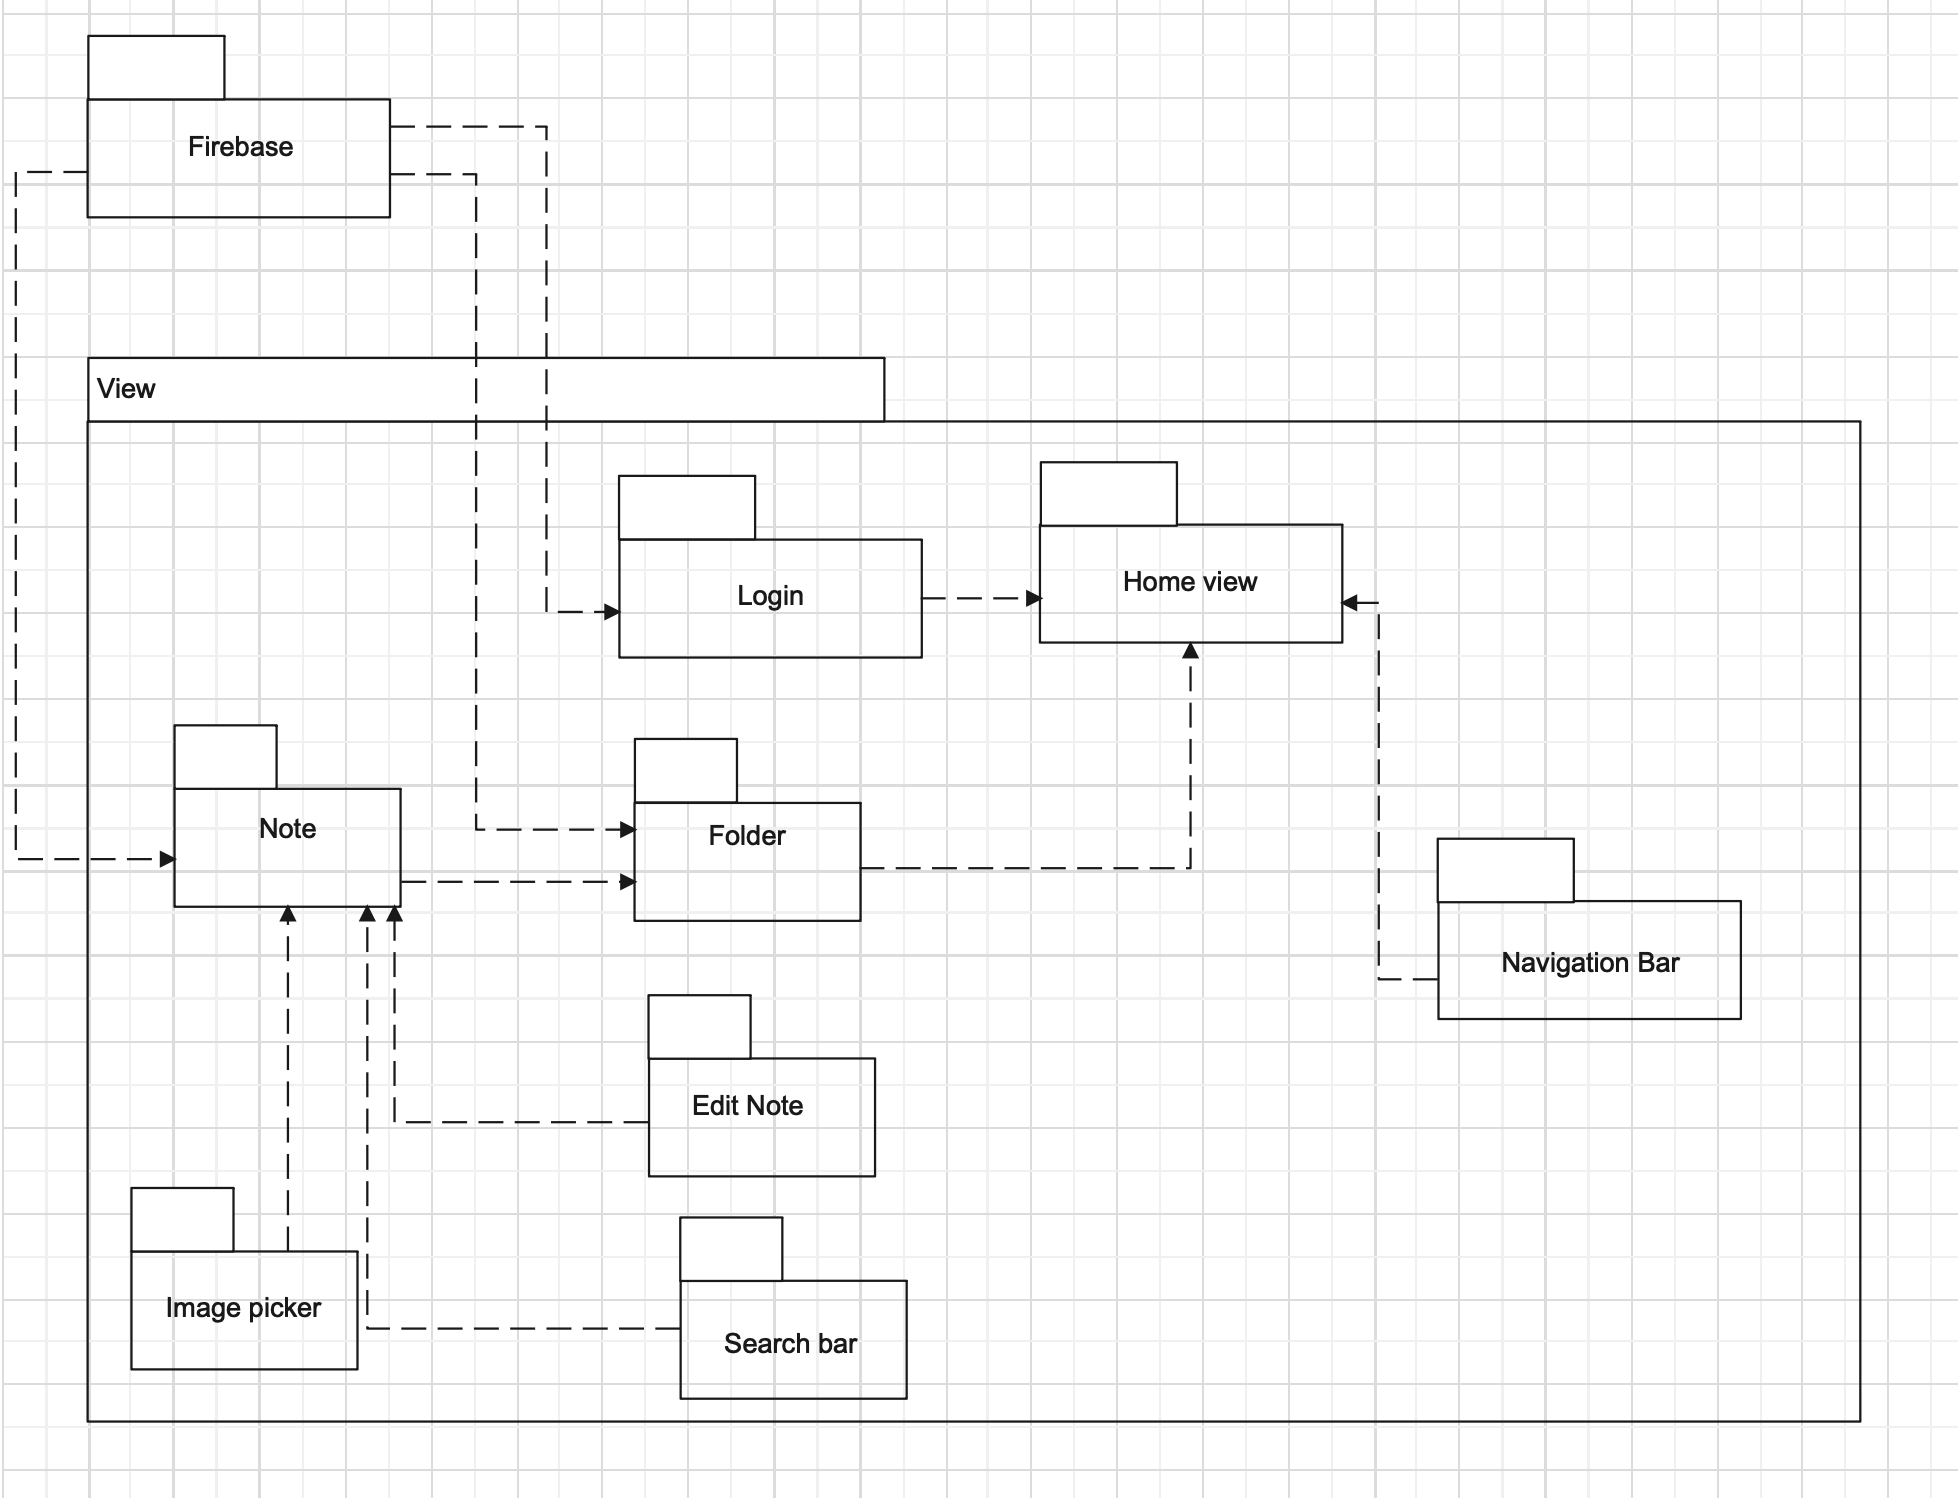 Firebase
View
Login
Home view
Note
Folder
Navigation Bar
Edit Note
Image picker
Search bar